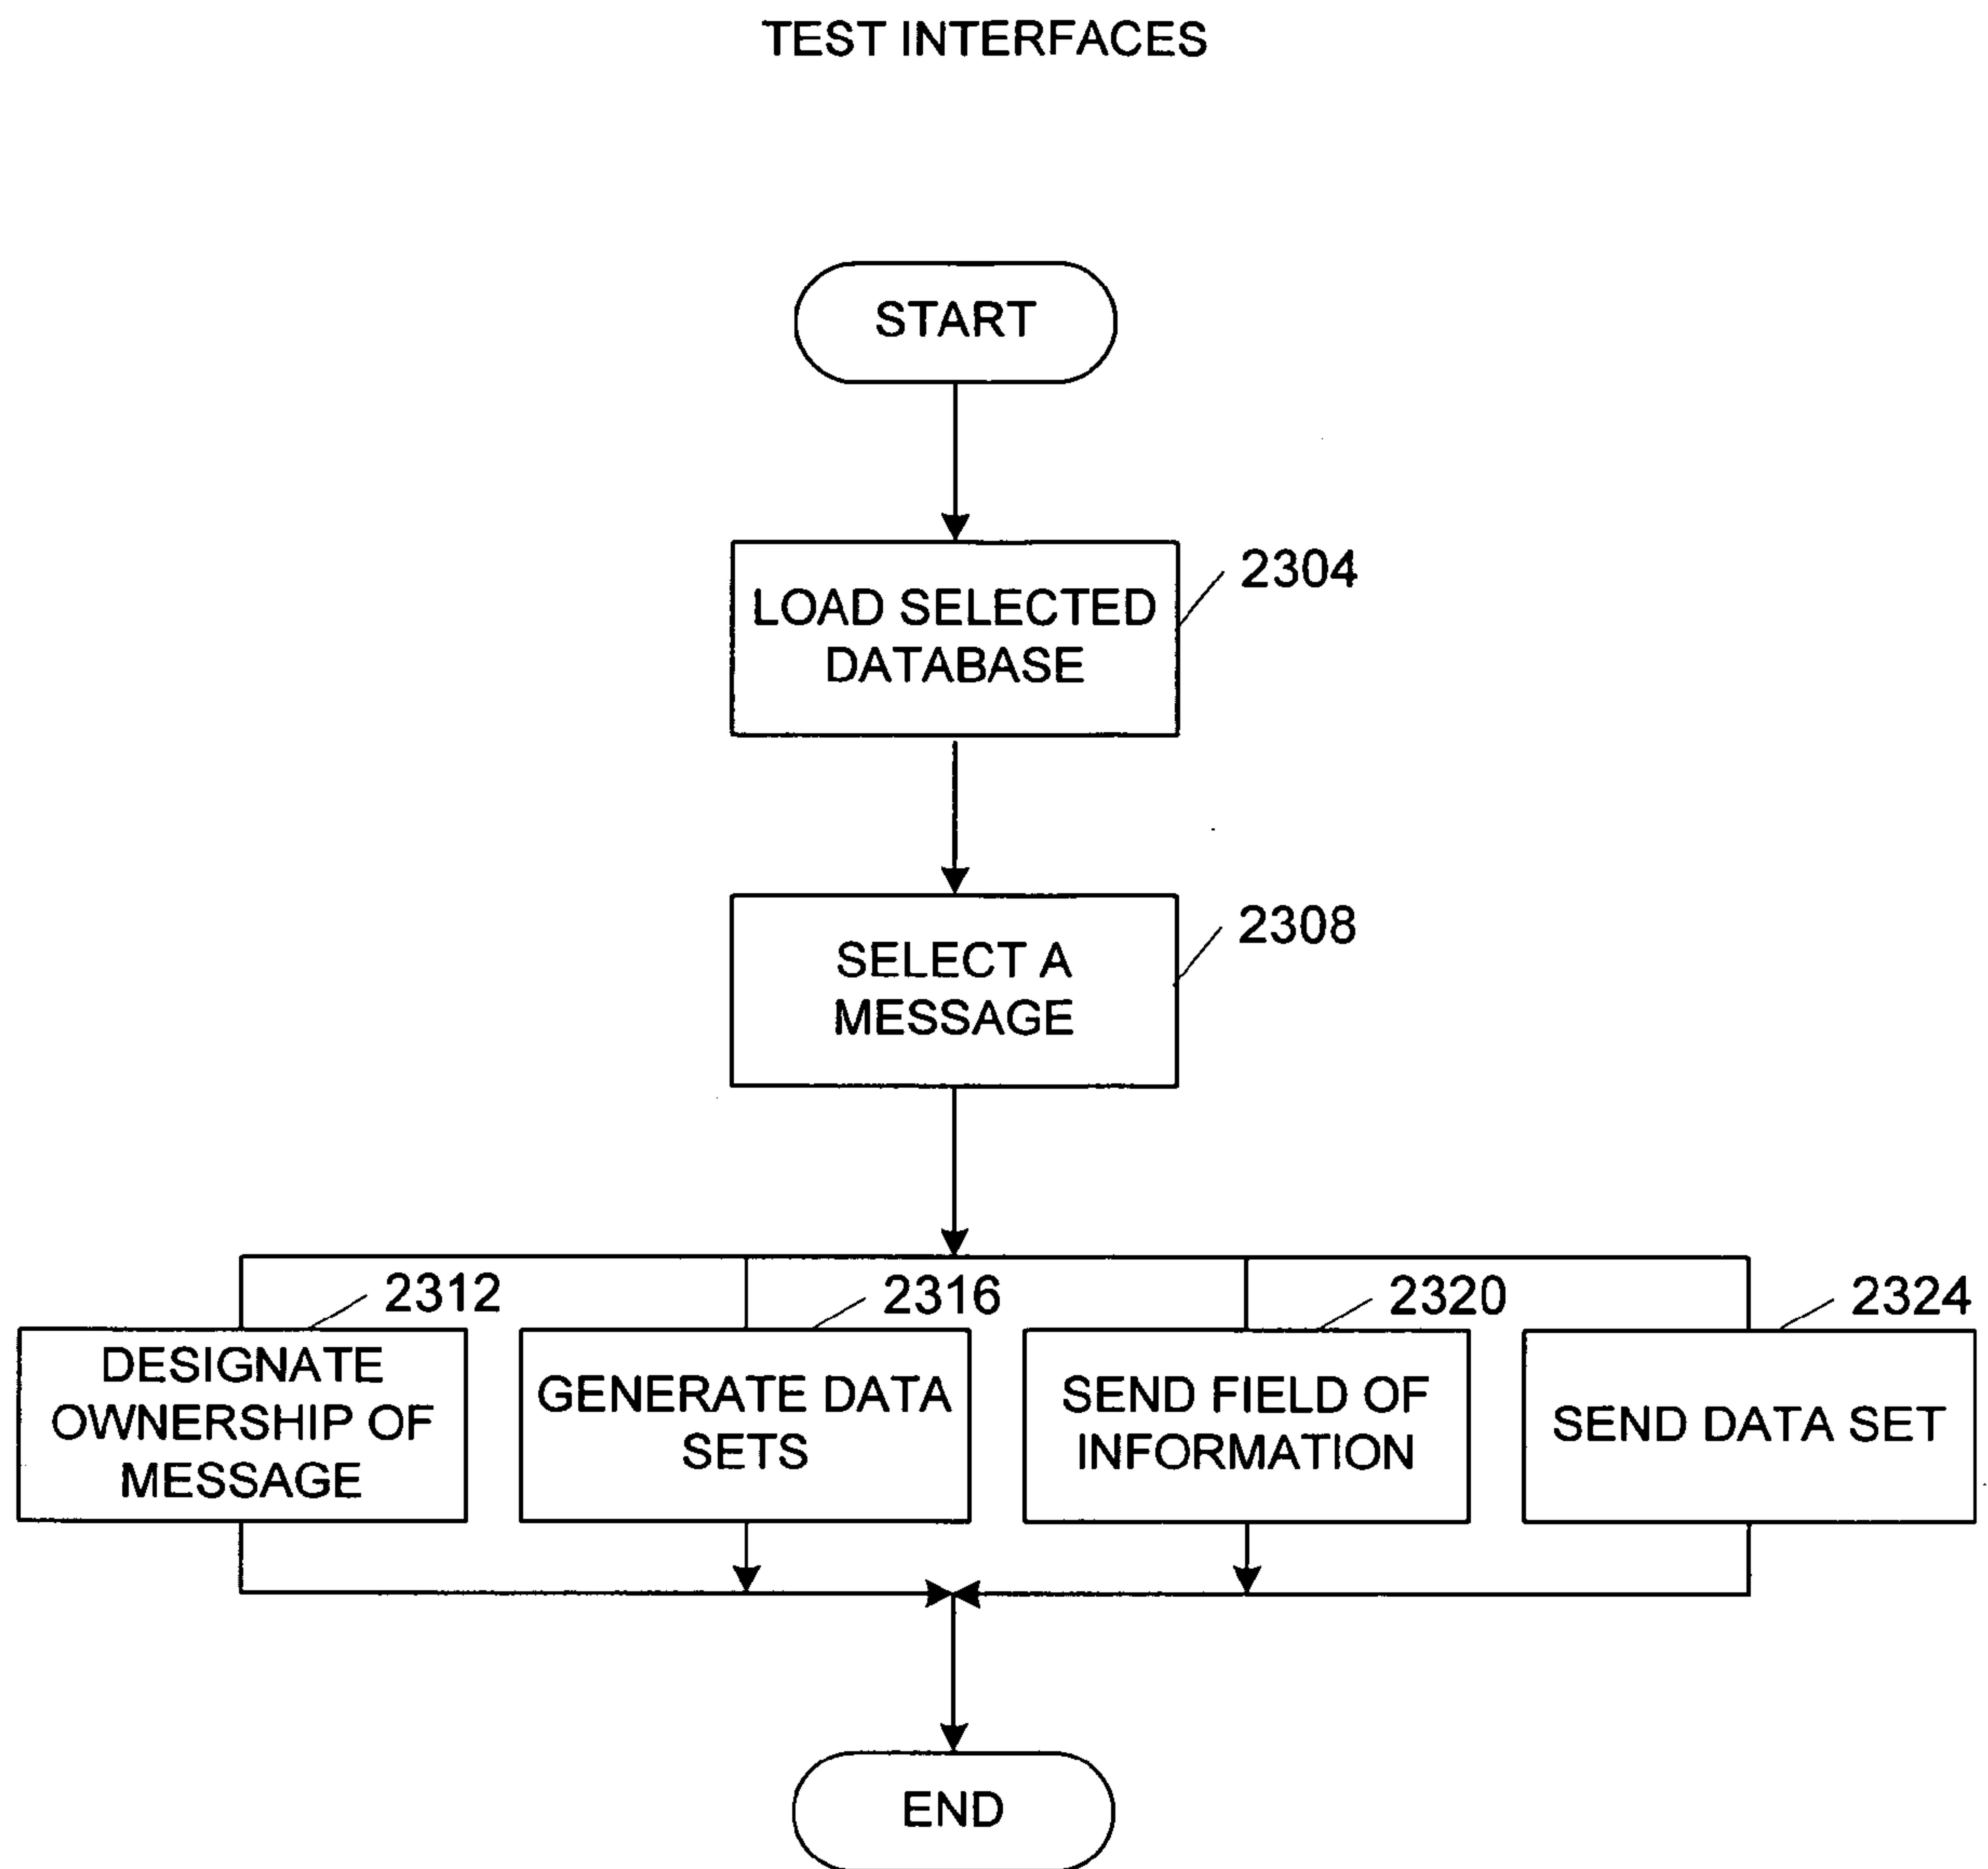 TEST INTERFACES
START
2304
LOAD SELECTED
DATABASE
2308
SELECT A
MESSAGE
2312
2316
2320
2324
DESIGNATE
OWNERSHIP OF
MESSAGE
GENERATE DATA
SETS
SEND FIELD OF
INFORMATION
SEND DATA SET
END